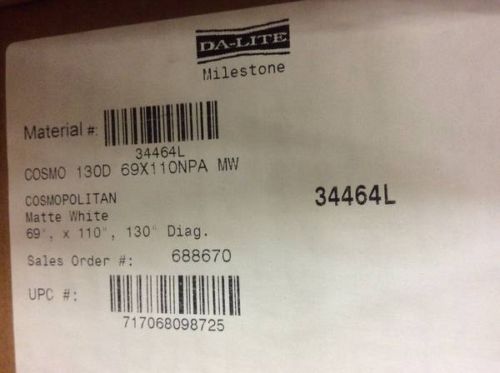 DA-LITE
Milestone
Material #:
34464L
COSMO 130D 69X110NPA MW
COSMOPOLITAN
34464L
Matte White
69", x 110", 130" Diag.
Sales Order #: 688670
UPC #:
717068098725